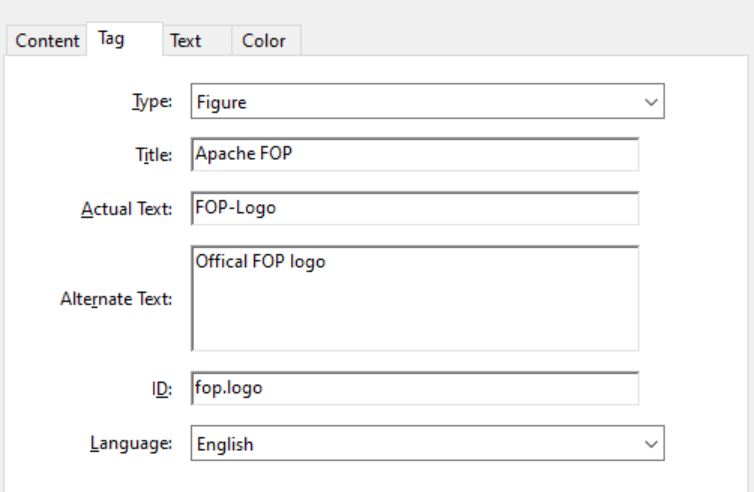 Content Tag Text Color
Type: Figure
Title: Apache FOP
Actual Text: FOP-Logo
Alternate Text: Offical FOP logo
ID: fop.logo
Language: English